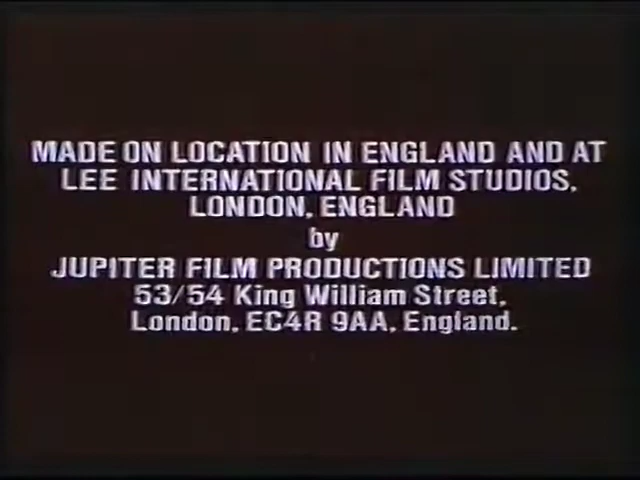 MADE ON LOCATION IN ENGLAND AND AT
LEE INTERNATIONAL FILM STUDIOS,
LONDON, ENGLAND
by
JUPITER FILM PRODUCTIONS LIMITED
53/54 King William Street,
London, EC4R 9AA, England.